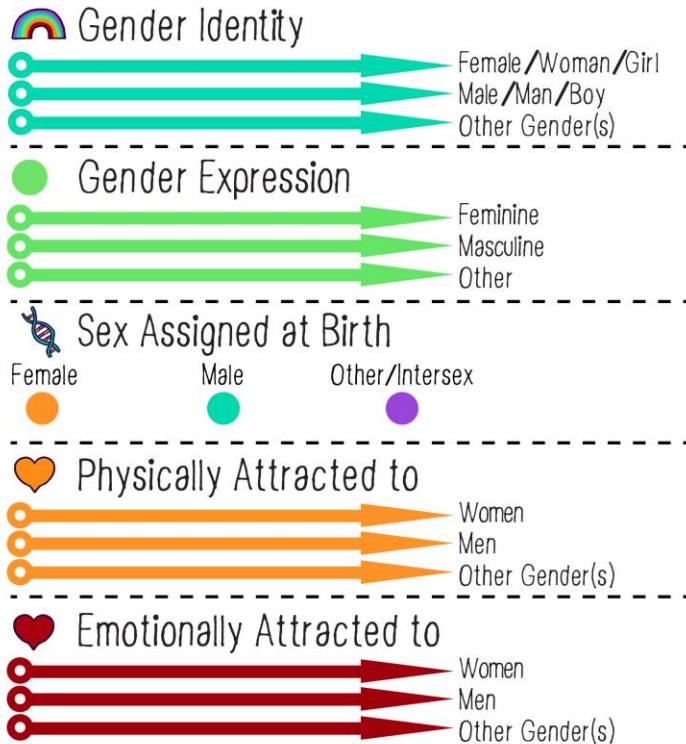 Gender Identity
Female/Woman/Girl
Male/Man/Boy
Other Gender(s)
Gender Expression
Feminine
Masculine
Other
Sex Assigned at Birth
Female Male Other/Intersex
Physically Attracted to
Women
Men
Other Gender(s)
Emotionally Attracted to
Women
Men
Other Gender(s)